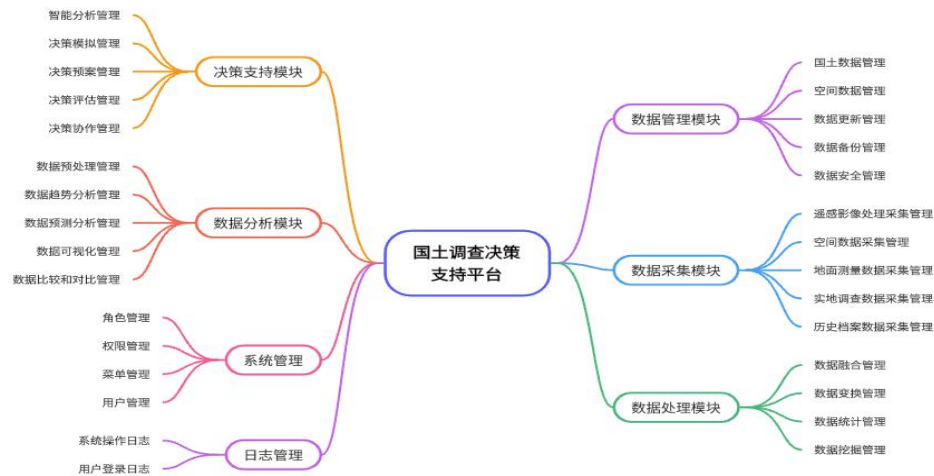 国土调查决策
支持平台
决策支持模块
智能分析管理
决策模拟管理
决策预案管理
决策评估管理
决策协作管理
数据分析模块
数据预处理管理
数据趋势分析管理
数据预测分析管理
数据可视化管理
数据比较和对比管理
系统管理
角色管理
权限管理
菜单管理
用户管理
日志管理
系统操作日志
用户登录日志
数据管理模块
国土数据管理
空间数据管理
数据更新管理
数据备份管理
数据安全管理
数据采集模块
遥感影像处理采集管理
空间数据采集管理
地面测量数据采集管理
实地调查数据采集管理
历史档案数据采集管理
数据处理模块
数据融合管理
数据变换管理
数据统计管理
数据挖掘管理